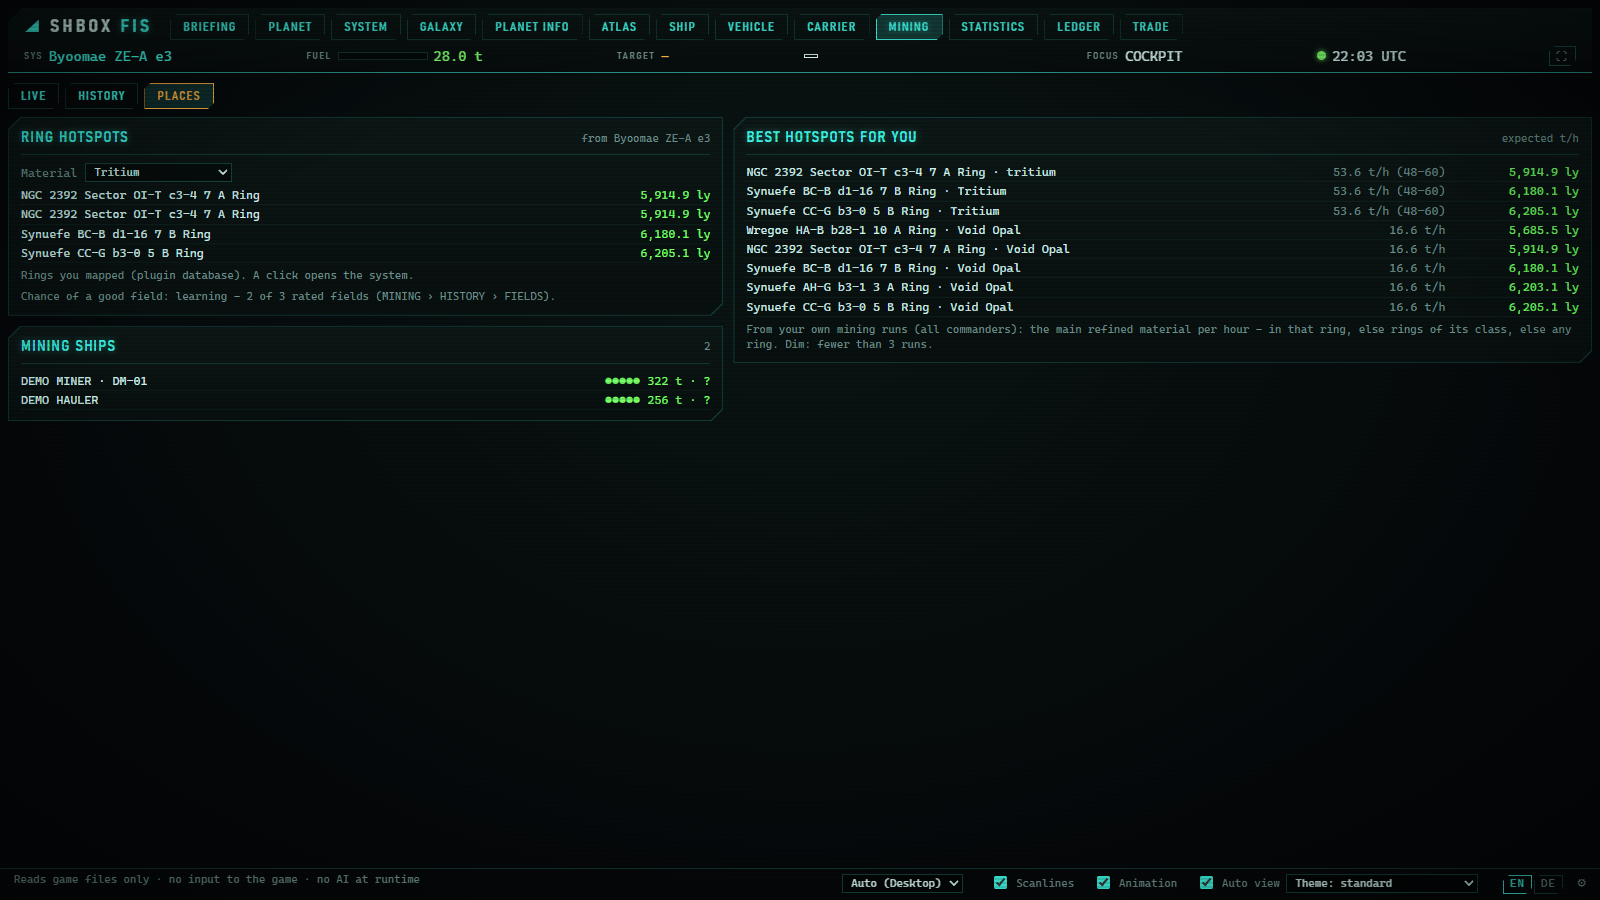 SHBOX FIS
BRIEFING PLANET SYSTEM GALAXY PLANET INFO ATLAS SHIP VEHICLE CARRIER MINING STATISTICS LEDGER TRADE
SYS Byoomae ZE-A e3 FUEL 28.0 t TARGET – FOCUS COCKPIT 22:03 UTC
LIVE HISTORY PLACES
RING HOTSPOTS from Byoomae ZE-A e3
Material Tritium
NGC 2392 Sector OI-T c3-4 7 A Ring 5,914.9 ly
NGC 2392 Sector OI-T c3-4 7 A Ring 5,914.9 ly
Synuefe BC-B d1-16 7 B Ring 6,180.1 ly
Synuefe CC-G b3-0 5 B Ring 6,205.1 ly
Rings you mapped (plugin database). A click opens the system.
Chance of a good field: learning – 2 of 3 rated fields (MINING › HISTORY › FIELDS).
MINING SHIPS 2
DEMO MINER · DM-01 ●●●●● 322 t · ?
DEMO HAULER ●●●●● 256 t · ?
BEST HOTSPOTS FOR YOU expected t/h
NGC 2392 Sector OI-T c3-4 7 A Ring · tritium 53.6 t/h (48–60) 5,914.9 ly
Synuefe BC-B d1-16 7 B Ring · Tritium 53.6 t/h (48–60) 6,180.1 ly
Synuefe CC-G b3-0 5 B Ring · Tritium 53.6 t/h (48–60) 6,205.1 ly
Wregoe HA-B b28-1 10 A Ring · Void Opal 16.6 t/h 5,685.5 ly
NGC 2392 Sector OI-T c3-4 7 A Ring · Void Opal 16.6 t/h 5,914.9 ly
Synuefe BC-B d1-16 7 B Ring · Void Opal 16.6 t/h 6,180.1 ly
Synuefe AH-G b3-1 3 A Ring · Void Opal 16.6 t/h 6,203.1 ly
Synuefe CC-G b3-0 5 B Ring · Void Opal 16.6 t/h 6,205.1 ly
From your own mining runs (all commanders): the main refined material per hour – in that ring, else rings of its class, else any
ring. Dim: fewer than 3 runs.
Reads game files only · no input to the game · no AI at runtime
Auto (Desktop) Scanlines Animation Auto view Theme: standard EN DE